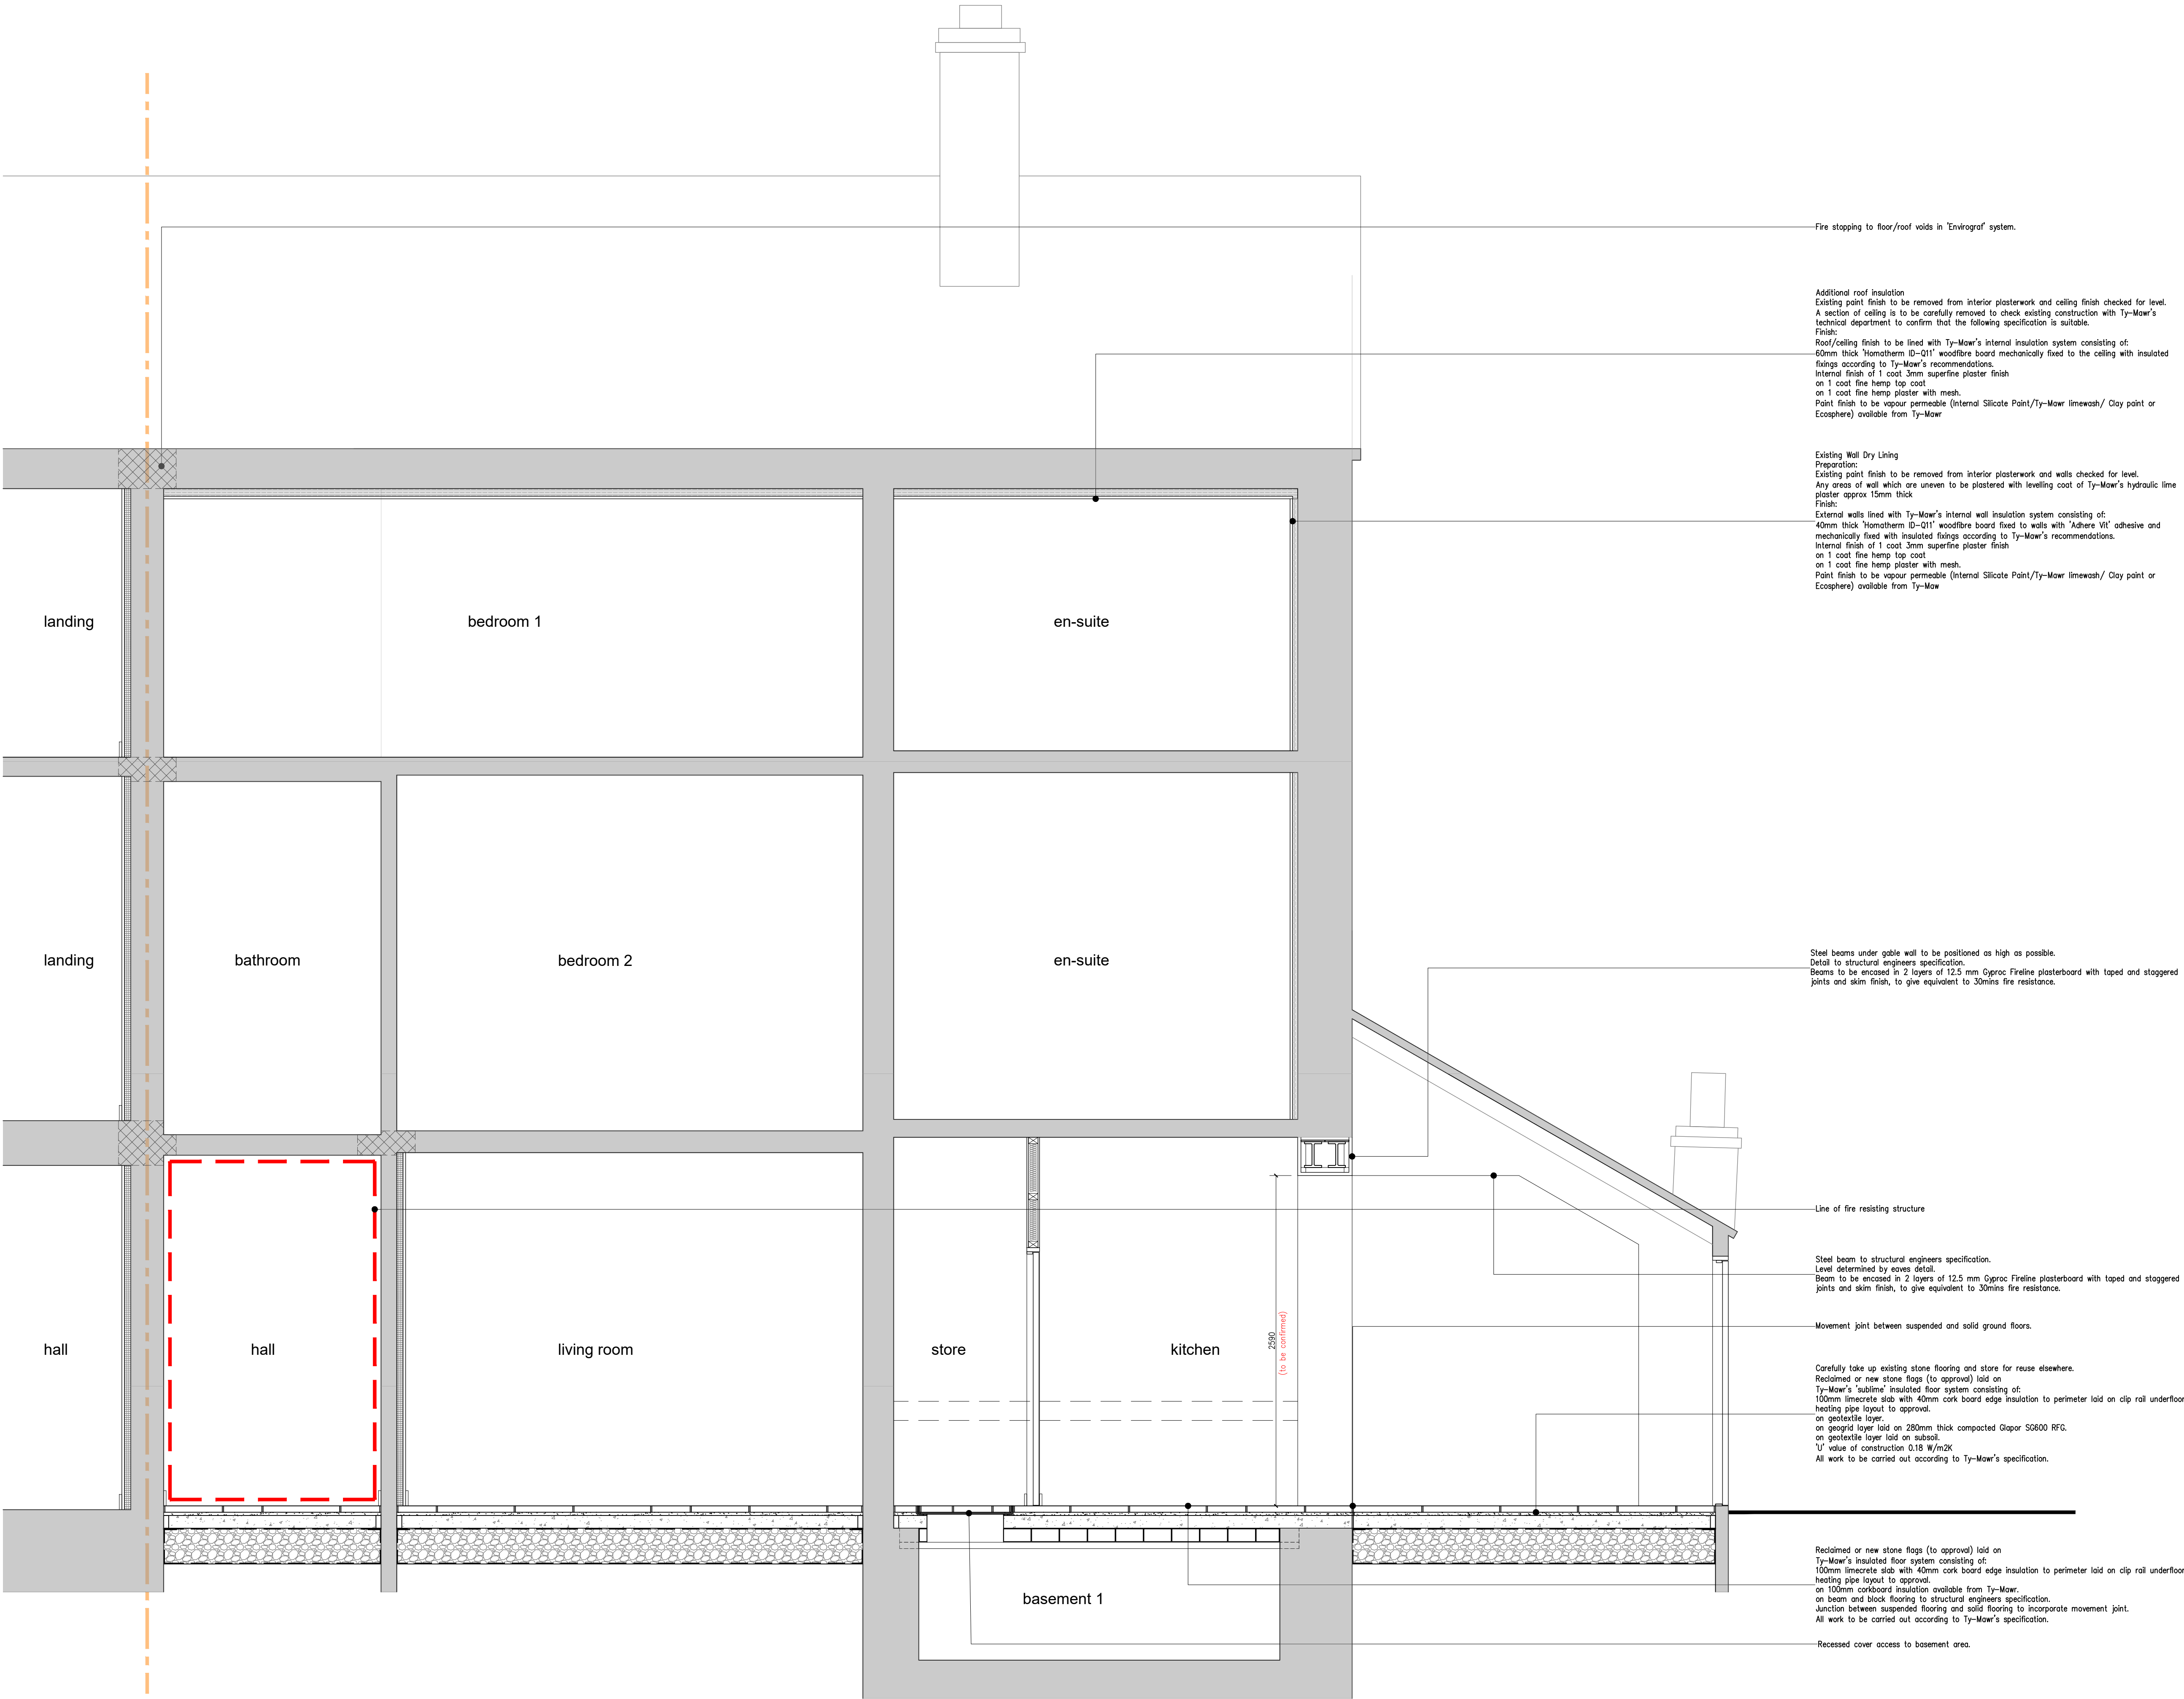 Fire stopping to floor/roof voids in 'Envirograf' system.
Additional roof insulation
Existing paint finish to be removed from interior plasterwork and ceiling finish checked for level.
A section of ceiling is to be carefully removed to check existing construction with Ty-Mawr's
technical department to confirm that the following specification is suitable.
Finish:
Roof/ceiling finish to be lined with Ty-Mawr's internal insulation system consisting of:
60mm thick 'Homatherm ID-Q11' woodfibre board mechanically fixed to the ceiling with insulated
fixings according to Ty-Mawr's recommendations.
Internal finish of 1 coat 3mm superfine plaster finish
on 1 coat fine hemp top coat
on 1 coat fine hemp plaster with mesh.
Paint finish to be vapour permeable (Internal Silicate Paint/Ty-Mawr limewash/ Clay paint or
Ecosphere) available from Ty-Mawr
Existing Wall Dry Lining
Preparation:
Existing paint finish to be removed from interior plasterwork and walls checked for level.
Any areas of wall which are uneven to be plastered with levelling coat of Ty-Mawr's hydraulic lime
plaster approx 15mm thick
Finish:
External walls lined with Ty-Mawr's internal wall insulation system consisting of:
40mm thick 'Homatherm ID-Q11' woodfibre board fixed to walls with 'Adhere Vit' adhesive and
mechanically fixed with insulated fixings according to Ty-Mawr's recommendations.
Internal finish of 1 coat 3mm superfine plaster finish
on 1 coat fine hemp top coat
on 1 coat fine hemp plaster with mesh.
Paint finish to be vapour permeable (Internal Silicate Paint/Ty-Mawr limewash/ Clay paint or
Ecosphere) available from Ty-Maw
landing
bedroom 1
en-suite
landing
bathroom
bedroom 2
en-suite
Steel beams under gable wall to be positioned as high as possible.
Detail to structural engineers specification.
Beams to be encased in 2 layers of 12.5 mm Gyproc Fireline plasterboard with taped and staggered
joints and skim finish, to give equivalent to 30mins fire resistance.
Line of fire resisting structure
Steel beam to structural engineers specification.
Level determined by eaves detail.
Beam to be encased in 2 layers of 12.5 mm Gyproc Fireline plasterboard with taped and staggered
joints and skim finish, to give equivalent to 30mins fire resistance.
Movement joint between suspended and solid ground floors.
hall
hall
living room
store
kitchen
2590
(to be confirmed)
Carefully take up existing stone flooring and store for reuse elsewhere.
Reclaimed or new stone flags (to approval) laid on
Ty-Mawr's 'sublime' insulated floor system consisting of:
100mm limecrete slab with 40mm cork board edge insulation to perimeter laid on clip rail underfloor
heating pipe layout to approval.
on geotextile layer.
on geogrid layer laid on 280mm thick compacted Glapor SG600 RFG.
on geotextile layer laid on subsoil.
'U' value of construction 0.18 W/m2K
All work to be carried out according to Ty-Mawr's specification.
Reclaimed or new stone flags (to approval) laid on
Ty-Mawr's insulated floor system consisting of:
100mm limecrete slab with 40mm cork board edge insulation to perimeter laid on clip rail underfloor
heating pipe layout to approval.
on 100mm corkboard insulation available from Ty-Mawr.
on beam and block flooring to structural engineers specification.
Junction between suspended flooring and solid flooring to incorporate movement joint.
All work to be carried out according to Ty-Mawr's specification.
basement 1
Recessed cover access to basement area.